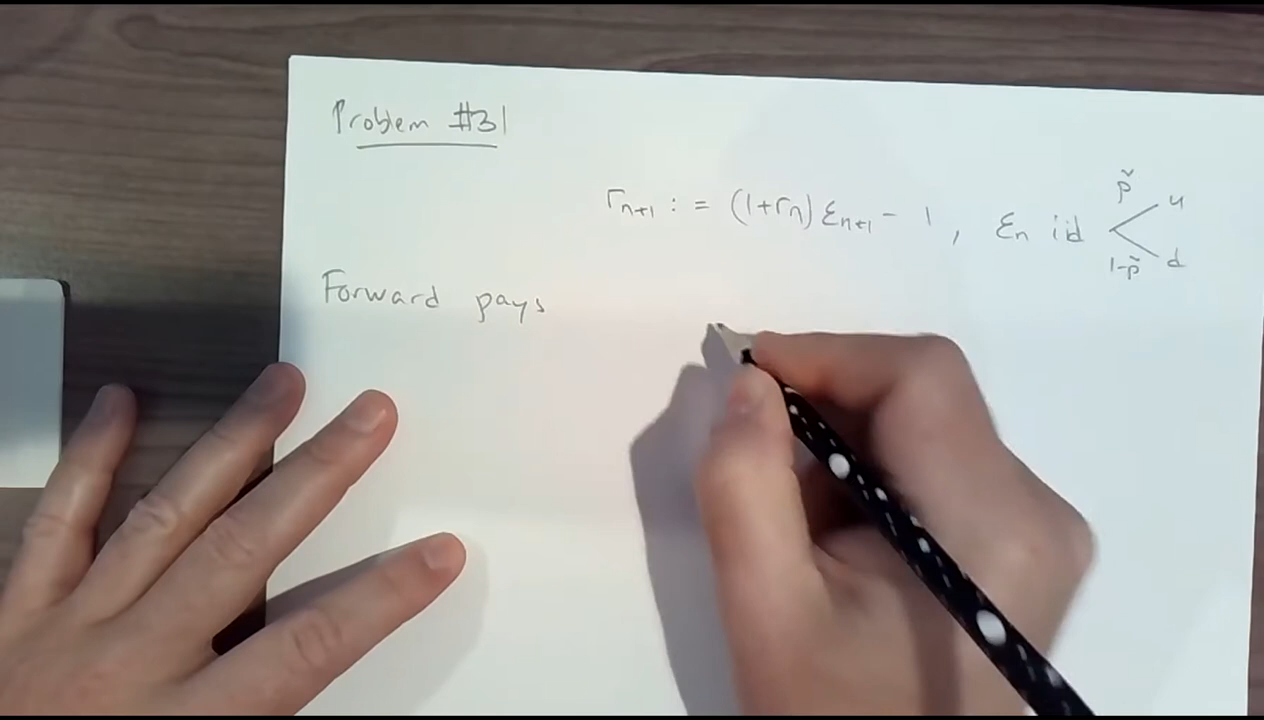 Problem #31
r_{n+1} := (1+r_n) ε_{n+1} - 1 , ε_n iid p̃ u
1-p̃ d
Forward pays